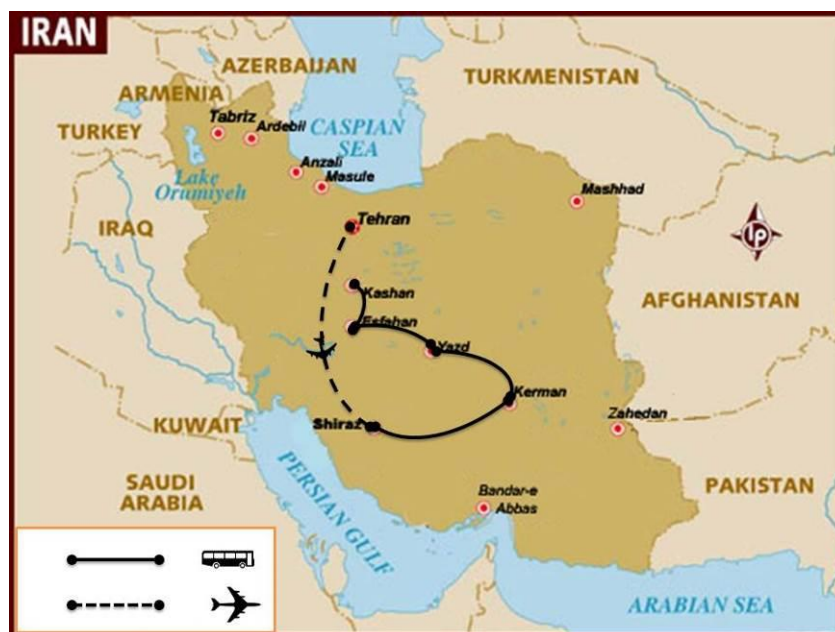 IRAN
AZERBAIJAN
TURKMENISTAN
ARMENIA
TURKEY
Tabriz
Ardebil
CASPIAN
SEA
Anzali
Masule
Lake
Orumiyeh
Mashhad
IRAQ
Tehran
lp
Kashan
AFGHANISTAN
Esfahan
Yazd
Kerman
KUWAIT
Shiraz
Zahedan
SAUDI
ARABIA
PERSIAN GULF
Bandar-e
Abbas
PAKISTAN
ARABIAN SEA